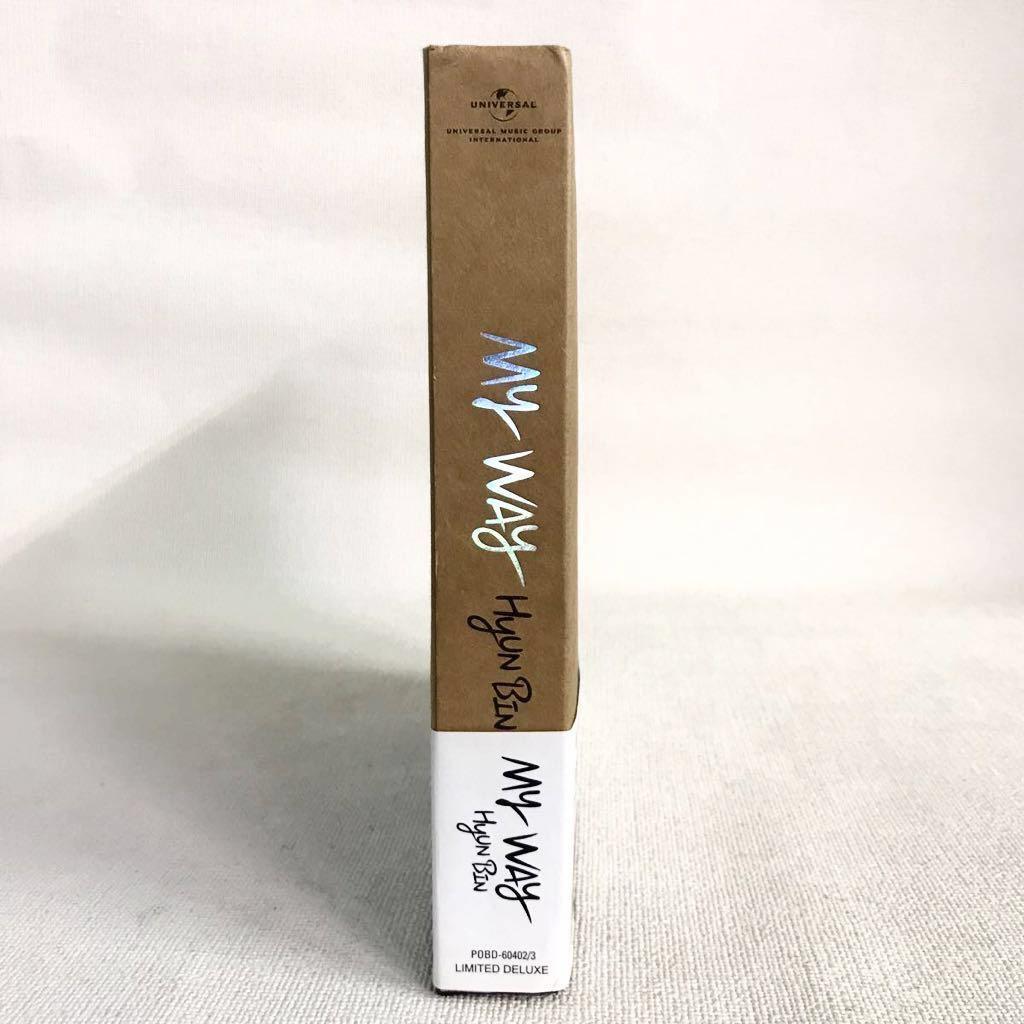 UNIVERSAL
UNIVERSAL MUSIC GROUP
INTERNATIONAL
MY WAY
HYUN BIN
MY WAY
HYUN BIN
POBD-60402/3
LIMITED DELUXE